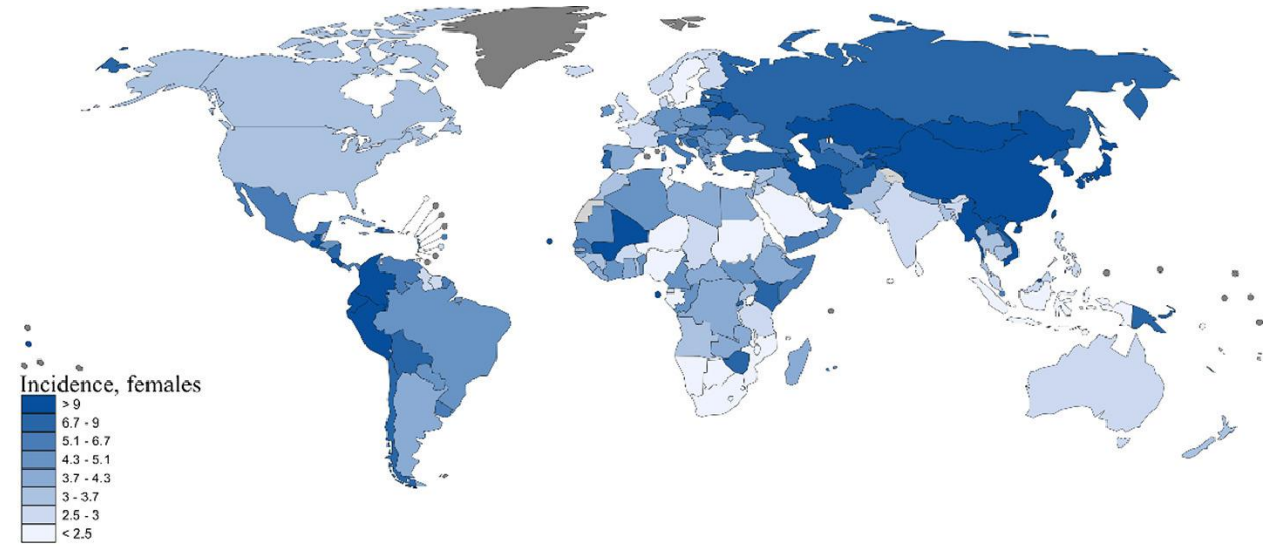 Incidence, females
> 9
6.7 - 9
5.1 - 6.7
4.3 - 5.1
3.7 - 4.3
3 - 3.7
2.5 - 3
< 2.5